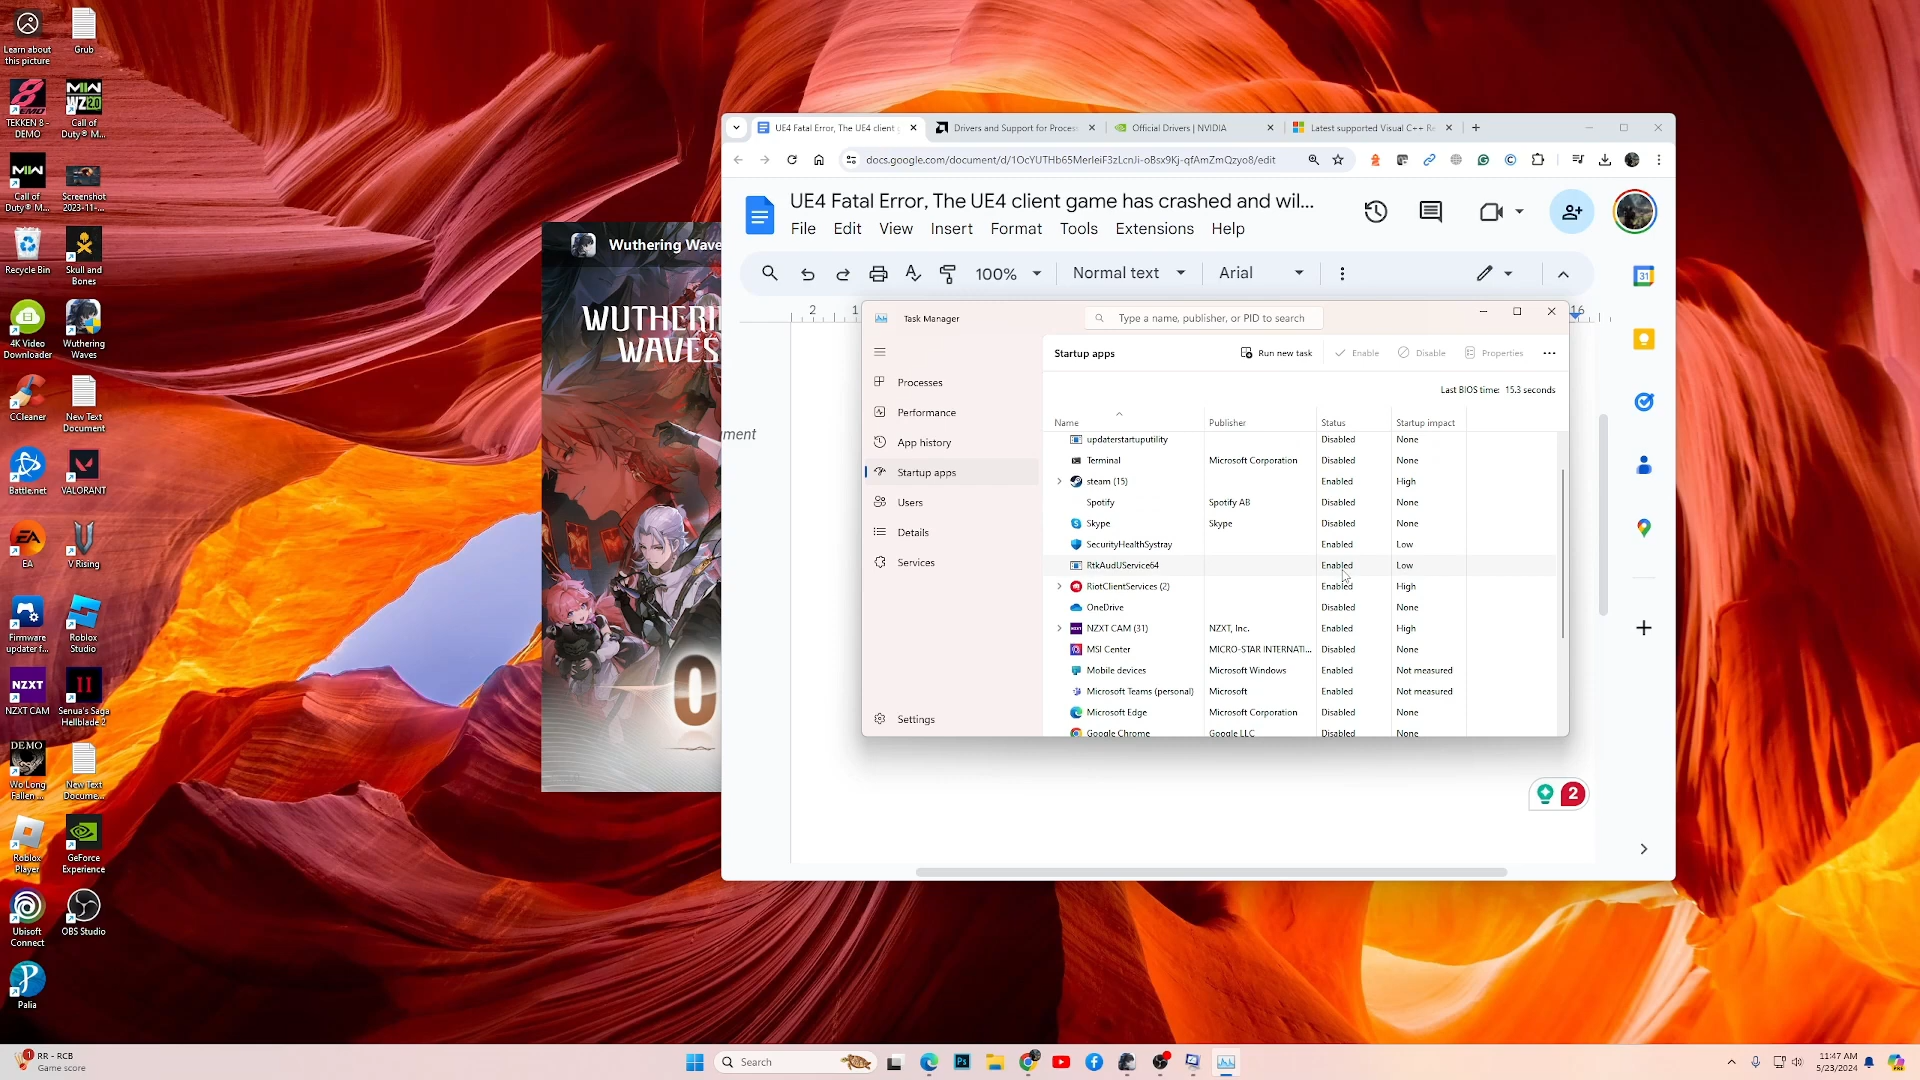 Learn about
this picture
Grub
TEKKEN 8 -
DEMO
Call of
Duty® M...
Call of
Duty® M...
Screenshot
2023-11-...
Recycle Bin
Skull and
Bones
4K Video
Downloader
Wuthering
Waves
CCleaner
New Text
Document
Battle.net
VALORANT
EA
V Rising
Firmware
updater f...
Roblox
Studio
NZXT CAM
Senua's Saga
Hellblade 2
DEMO
Wo Long
Fallen ...
New Text
Docume...
Roblox
Player
GeForce
Experience
Ubisoft
Connect
OBS Studio
Palia
Wuthering Wave
WUTHERI
WAVES
0
UE4 Fatal Error, The UE4 client g
Drivers and Support for Process
Official Drivers | NVIDIA
Latest supported Visual C++ Re
docs.google.com/document/d/1OcYUTHb65MerIeiF3zLcnJi-oBsx9Kj-qfAmZmQzyo8/edit
UE4 Fatal Error, The UE4 client game has crashed and wil...
File Edit View Insert Format Tools Extensions Help
100% Normal text Arial
2 1 16
ment
Task Manager
Type a name, publisher, or PID to search
Startup apps
Run new task Enable Disable Properties ...
Last BIOS time: 15.3 seconds
Processes
Performance
App history
Startup apps
Users
Details
Services
Settings
Name Publisher Status Startup impact
updaterstartuputility Disabled None
Terminal Microsoft Corporation Disabled None
steam (15) Enabled High
Spotify Spotify AB Disabled None
Skype Skype Disabled None
SecurityHealthSystray Enabled Low
RtkAudUService64 Enabled Low
RiotClientServices (2) Enabled High
OneDrive Disabled None
NZXT CAM (31) NZXT, Inc. Enabled High
MSI Center MICRO-STAR INTERNATI... Disabled None
Mobile devices Microsoft Windows Enabled Not measured
Microsoft Teams (personal) Microsoft Enabled Not measured
Microsoft Edge Microsoft Corporation Disabled None
Google Chrome Google LLC Disabled None
2
RR - RCB
Game score
Search
11:47 AM
5/23/2024